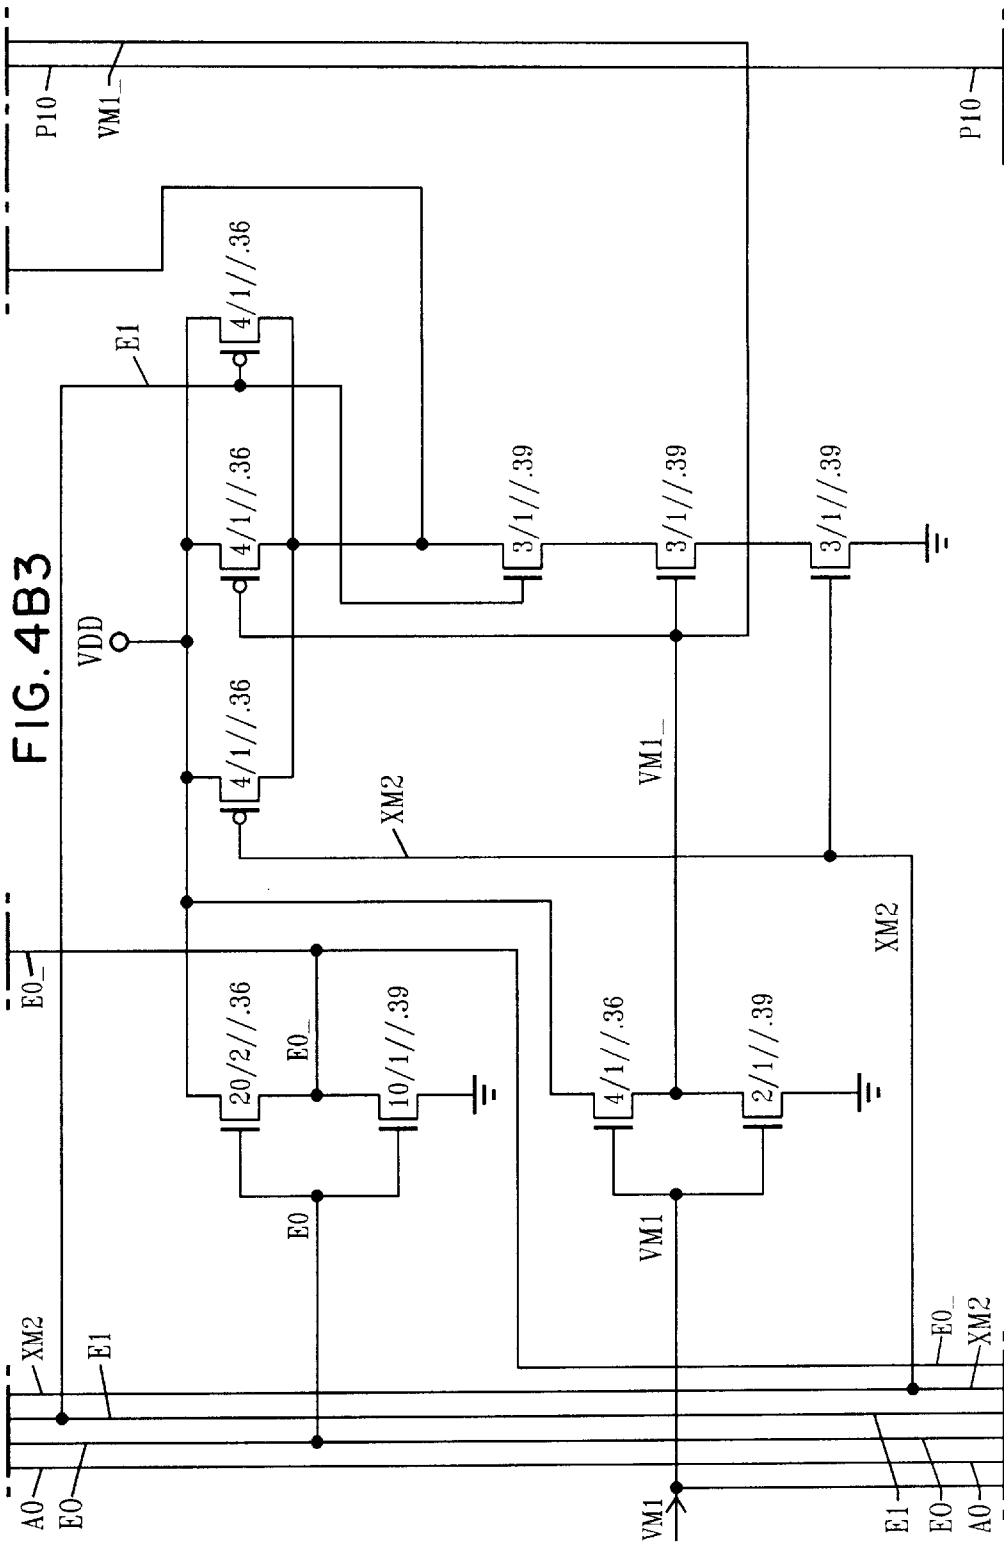 FIG. 4B3
VDD
P10
VM1_
P10
E1
4/1//.36
4/1//.36
4/1//.36
3/1//.39
3/1//.39
3/1//.39
XM2
VM1_
XM2
E0_
20/2//.36
E0_
10/1//.39
E0
4/1//.36
2/1//.39
VM1
XM2
E1
E0
A0
VM1
E0_
XM2
E1
E0
A0